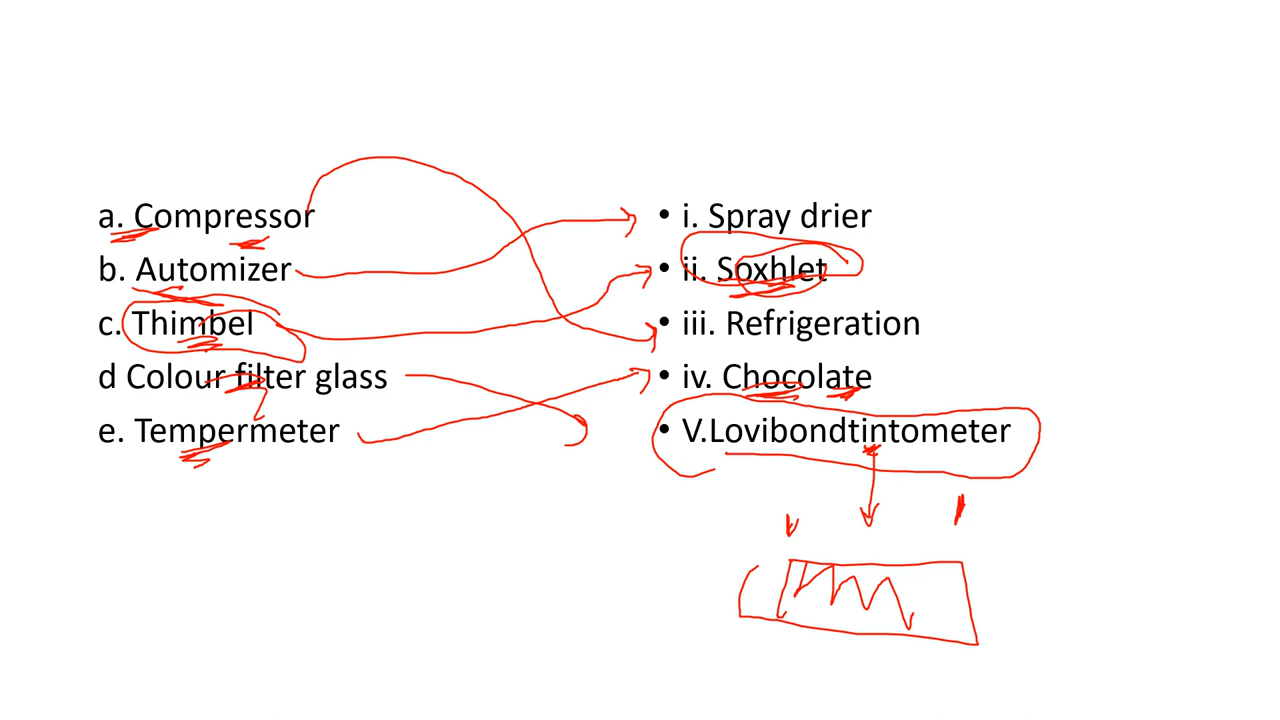 a. Compressor
b. Automizer
c. Thimbel
d Colour filter glass
e. Tempermeter
• i. Spray drier
• ii. Soxhlet
• iii. Refrigeration
• iv. Chocolate
• V.Lovibondtintometer